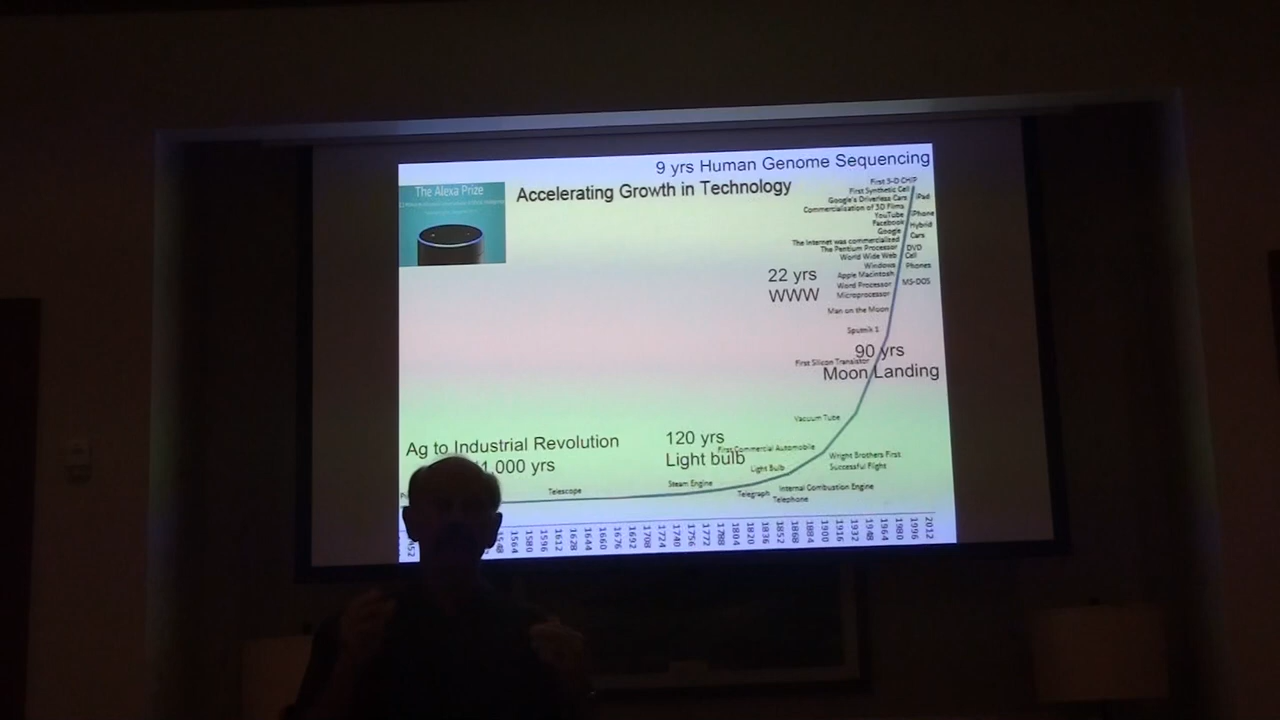 9 yrs Human Genome Sequencing
The Alexa Prize
Accelerating Growth in Technology
First 3-D CHIP
First Synthetic Cell
iPad
Google's Driverless Cars
Commercialisation of 3D Films
YouTube
iPhone
Facebook
Hybrid
Google
Cars
The Internet was commercialised
The Pentium Processor
DVD
World Wide Web
Cell
Windows
Phones
22 yrs
WWW
Apple Macintosh
Word Processor
MS-DOS
Microprocessor
Man on the Moon
Sputnik 1
90 yrs
First Silicon Transistor
Moon Landing
Vacuum Tube
Ag to Industrial Revolution
,000 yrs
120 yrs
Light bulb
First Commercial Automobile
Wright Brothers First
Successful Flight
Light Bulb
Steam Engine
Telescope
Telegraph
Internal Combustion Engine
Telephone
1548 1564 1580 1596 1612 1628 1644 1660 1676 1692 1708 1724 1740 1756 1772 1788 1804 1820 1836 1852 1868 1884 1900 1916 1932 1948 1964 1980 1996 2012